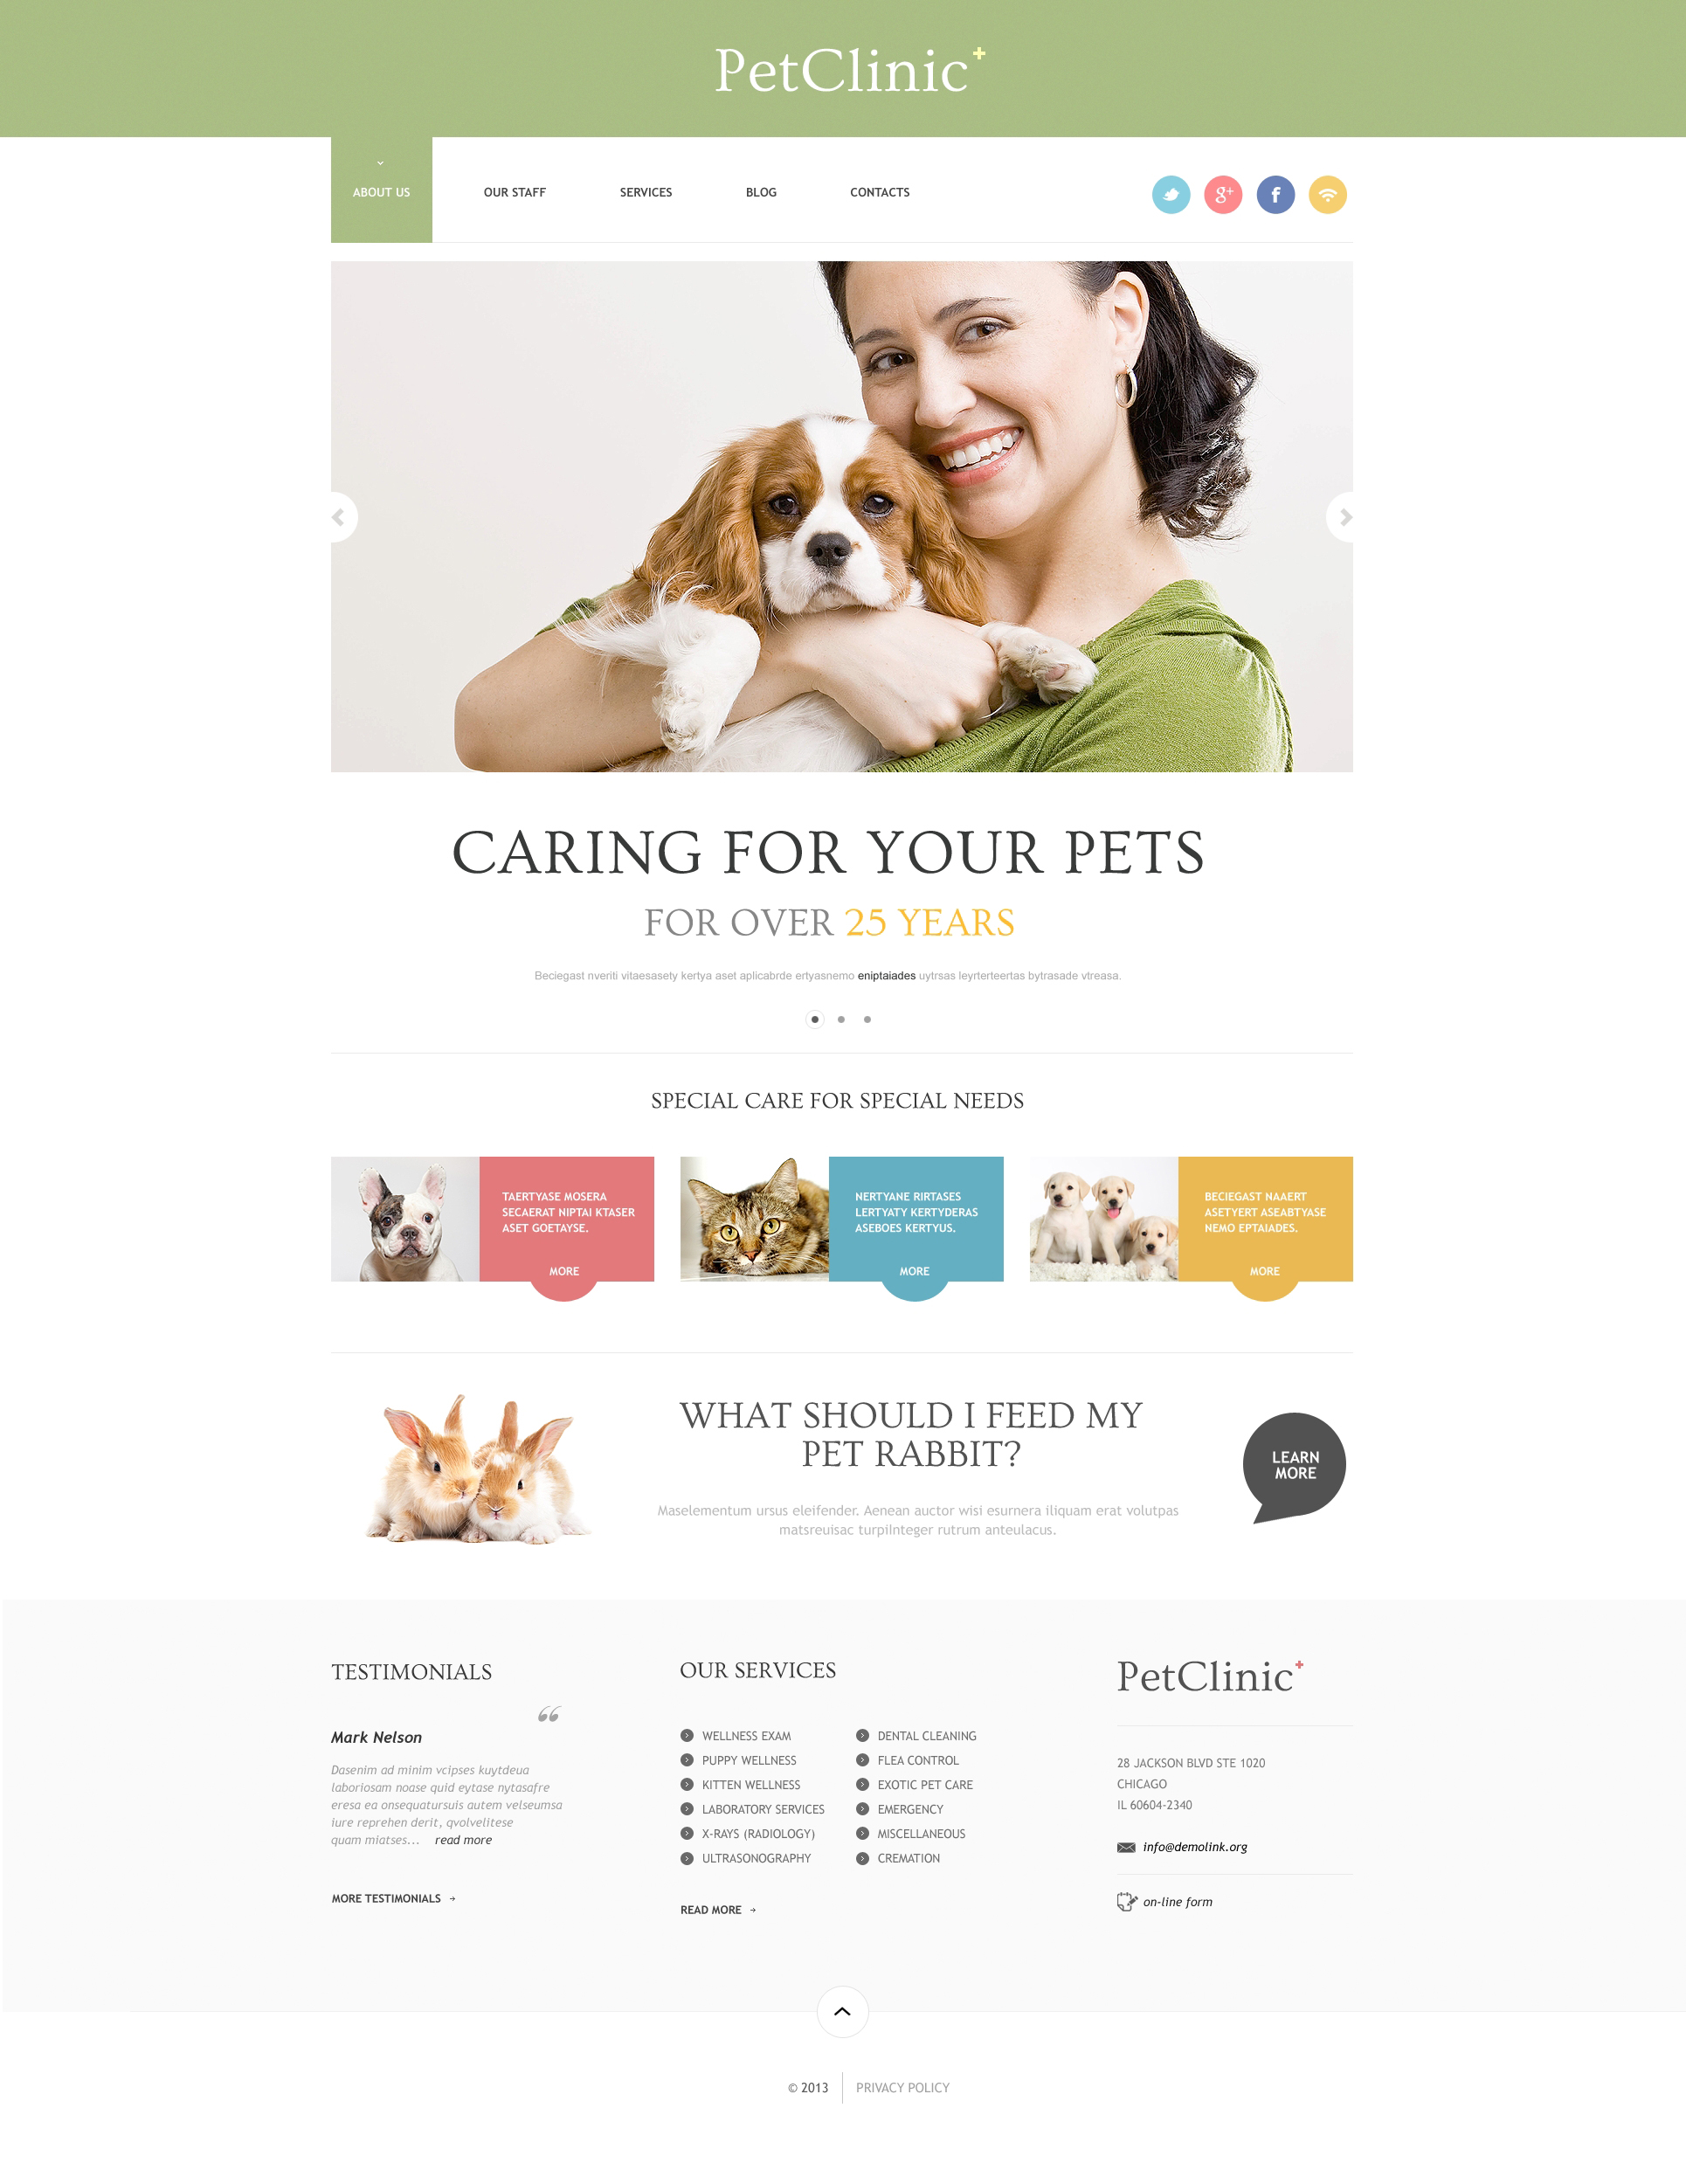 PetClinic+
ABOUT US
OUR STAFF
SERVICES
BLOG
CONTACTS
g+
f
CARING FOR YOUR PETS
FOR OVER 25 YEARS
Beciegast nveriti vitaesasety kertya aset aplicabrde ertyasnemo eniptaiades uytrsas leyrterteertas bytrasade vtreasa.
SPECIAL CARE FOR SPECIAL NEEDS
TAERTYASE MOSERA
SECAERAT NIPTAI KTASER
ASET GOETAYSE.
MORE
NERTYANE RIRTASES
LERTYATY KERTYDERAS
ASEBOES KERTYUS.
MORE
BECIEGAST NAAERT
ASETYERT ASEABTYASE
NEMO EPTAIADES.
MORE
WHAT SHOULD I FEED MY
PET RABBIT?
Maselementum ursus eleifender. Aenean auctor wisi esurnera iliquam erat volutpas
matsreuisac turpiInteger rutrum anteulacus.
LEARN
MORE
TESTIMONIALS
“
Mark Nelson
Dasenim ad minim vcipses kuytdeua
laboriosam noase quid eytase nytasafre
eresa ea onsequatursuis autem velseumsa
iure reprehen derit, qvolvelitese
quam miatses... read more
MORE TESTIMONIALS
OUR SERVICES
WELLNESS EXAM
PUPPY WELLNESS
KITTEN WELLNESS
LABORATORY SERVICES
X-RAYS (RADIOLOGY)
ULTRASONOGRAPHY
DENTAL CLEANING
FLEA CONTROL
EXOTIC PET CARE
EMERGENCY
MISCELLANEOUS
CREMATION
READ MORE
PetClinic+
28 JACKSON BLVD STE 1020
CHICAGO
IL 60604-2340
info@demolink.org
on-line form
© 2013
PRIVACY POLICY